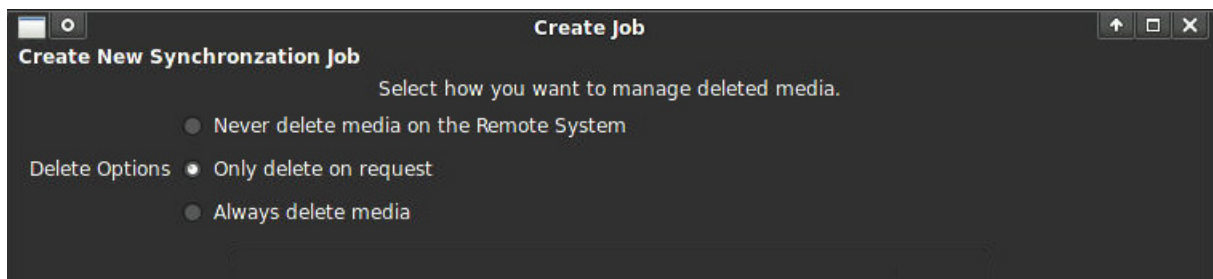 Create Job
Create New Synchronzation Job
Select how you want to manage deleted media.
Never delete media on the Remote System
Delete Options Only delete on request
Always delete media